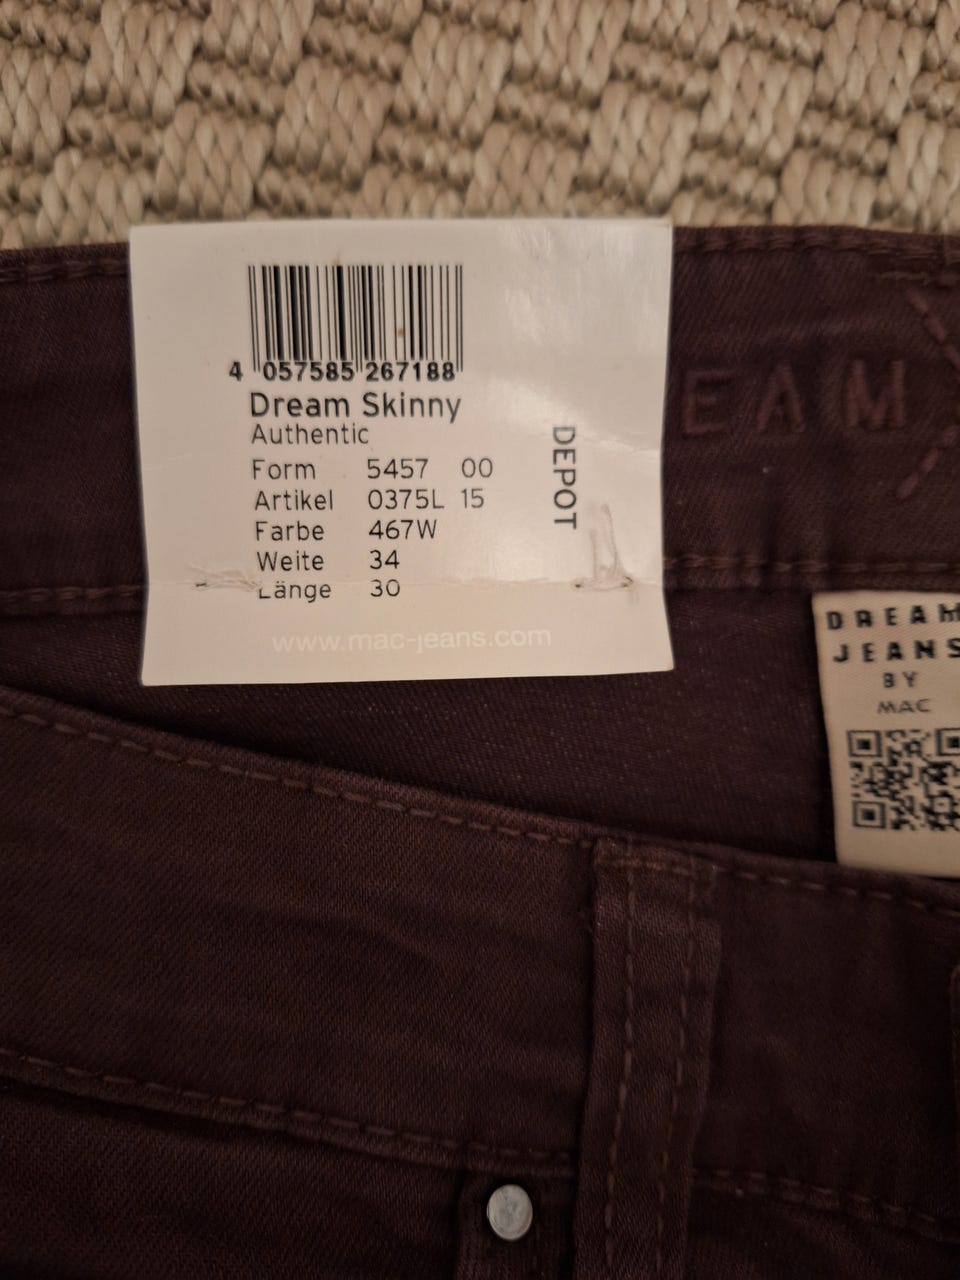 4 057585 267188
Dream Skinny
Authentic
Form 5457 00
Artikel 0375L 15
Farbe 467W
Weite 34
Länge 30
DEPOT
www.mac-jeans.com
EAM
DREAM
JEANS
BY
MAC